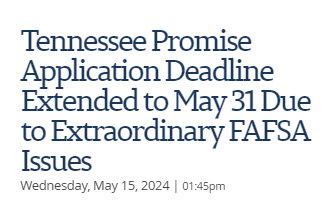 Tennessee Promise
Application Deadline
Extended to May 31 Due
to Extraordinary FAFSA
Issues
Wednesday, May 15, 2024 | 01:45pm